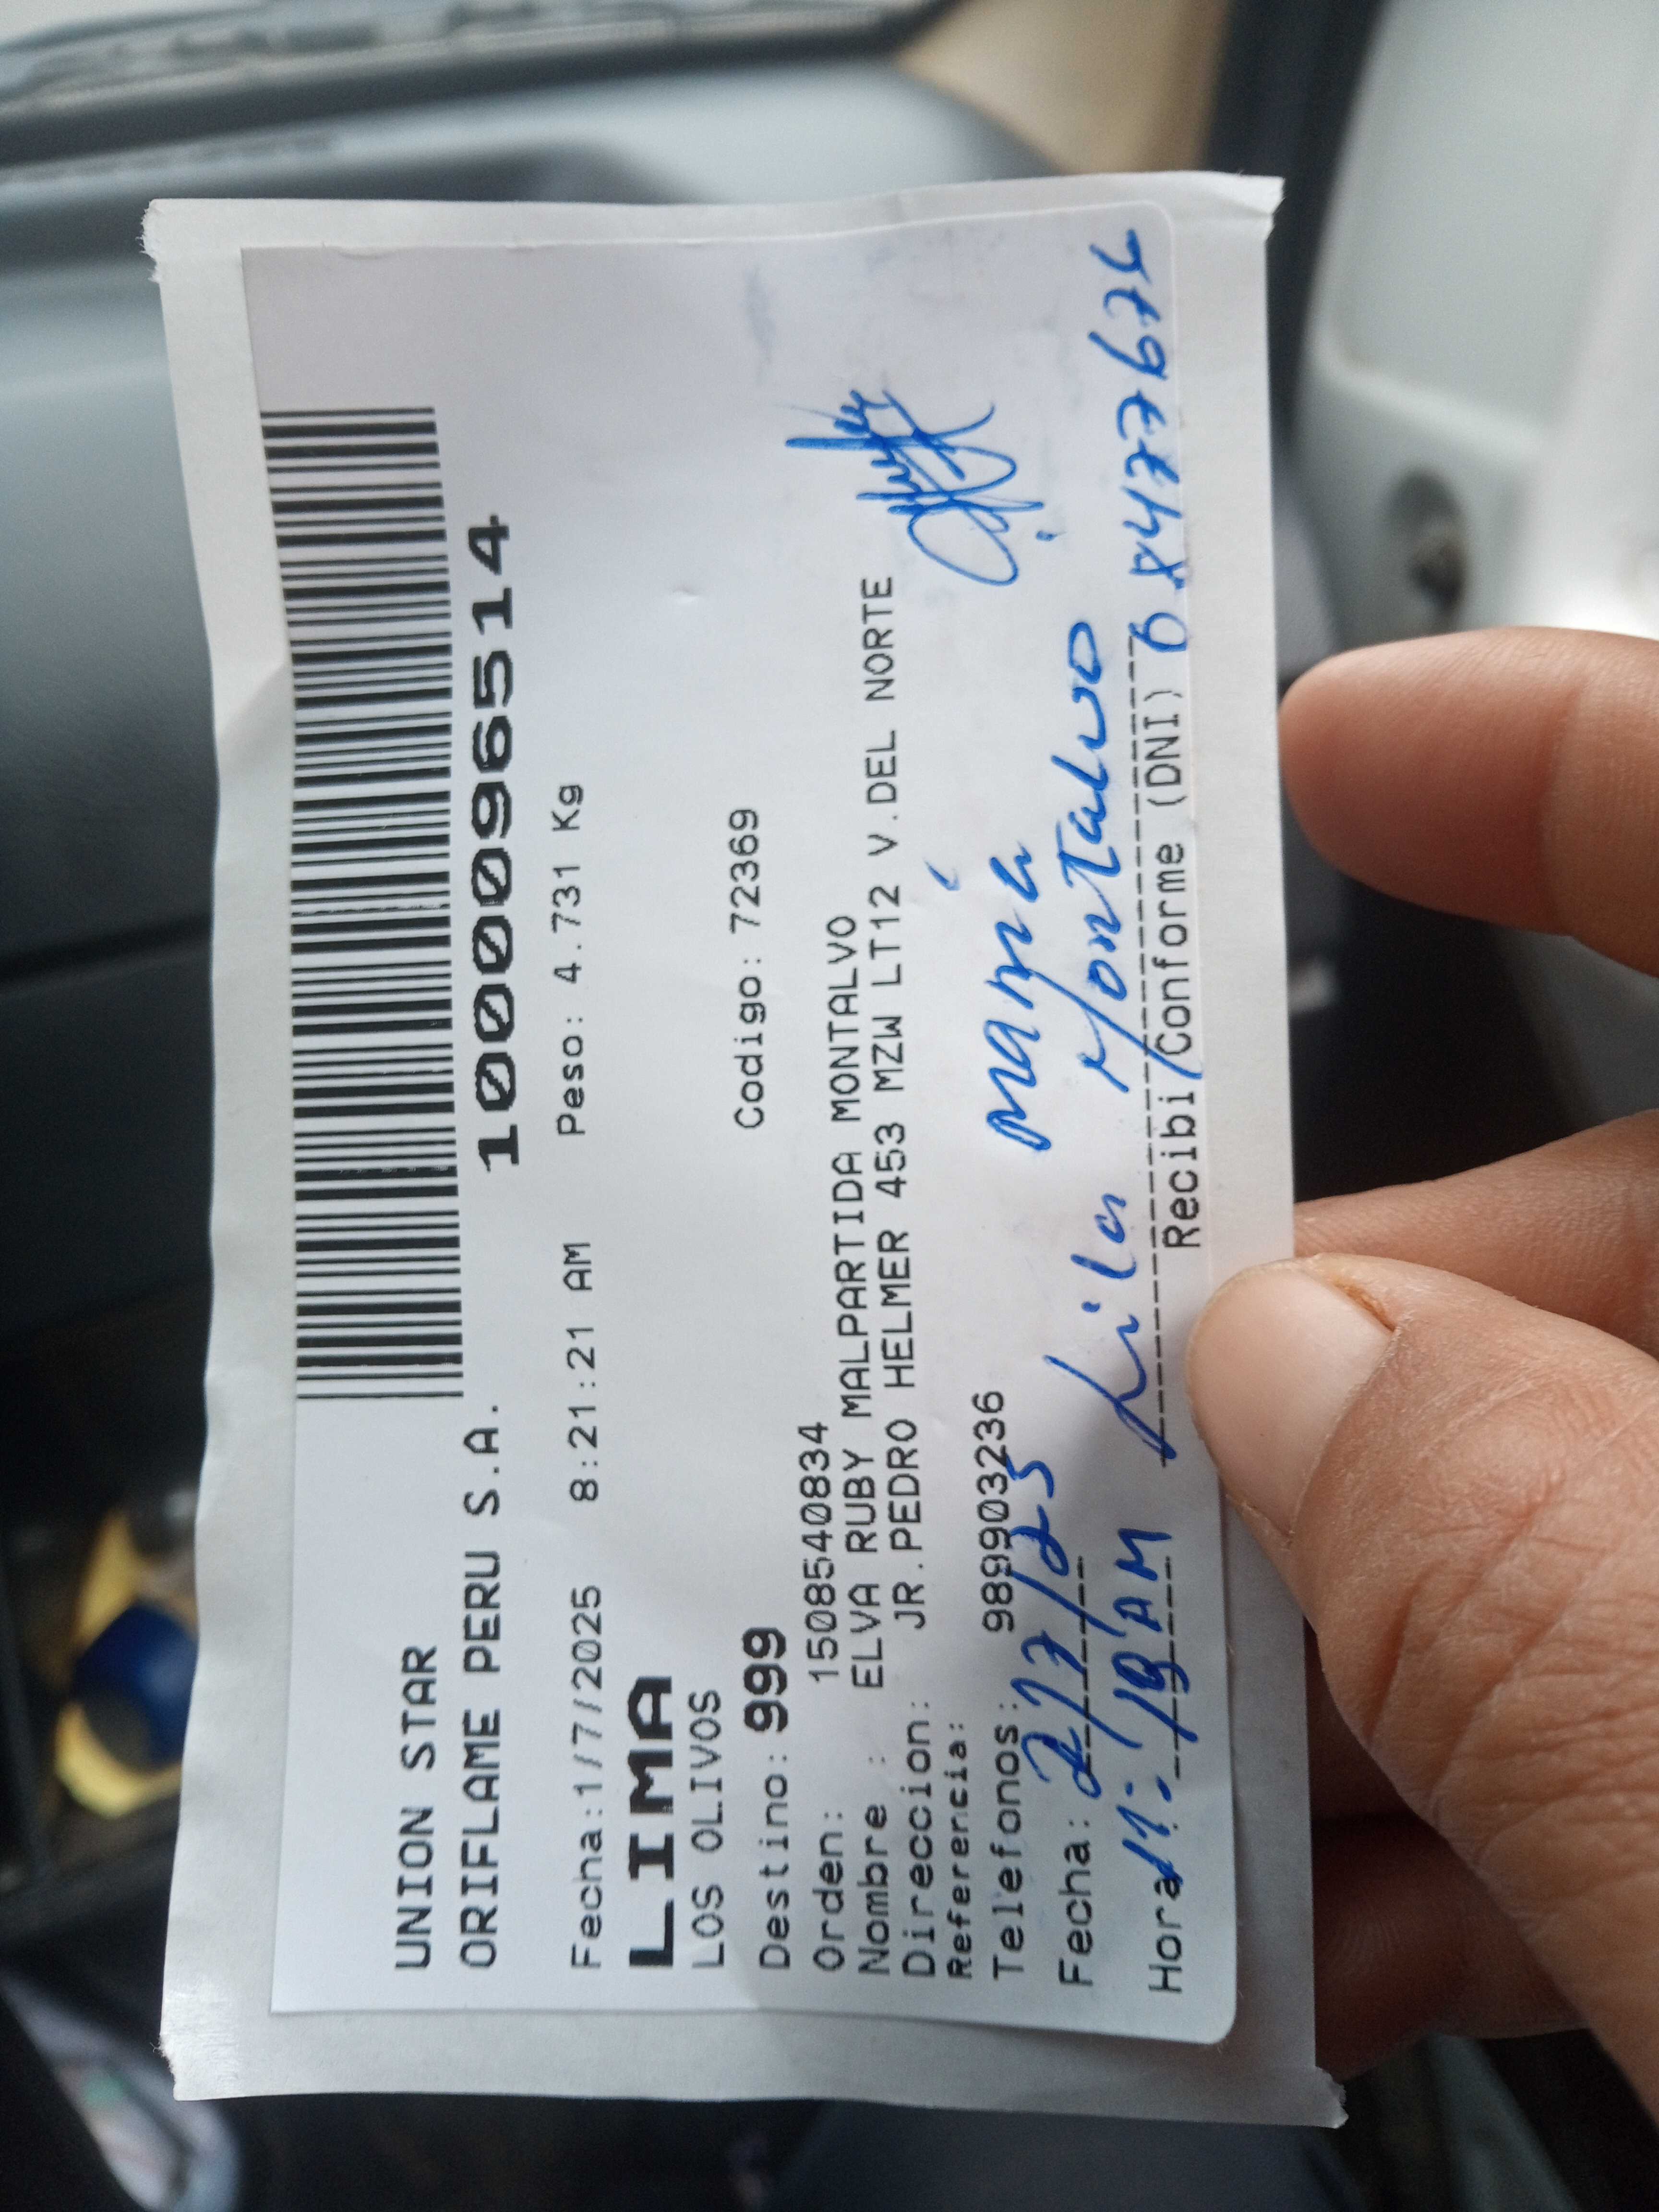 UNION STAR
ORIFLAME PERU S.A.
10000965514
Fecha:1/7/2025 8:21:21 AM Peso: 4.731 Kg
LIMA
LOS OLIVOS
Destino: 999 Codigo: 72369
Orden: 1508540834
Nombre : ELVA RUBY MALPARTIDA MONTALVO
Direccion: JR.PEDRO HELMER 453 MZW LT12 V.DEL NORTE
Referencia:
Telefonos: 989903236
mamá
Fecha: 2/7/25 Lila Montalvo
Hora 11:19 AM Recibi Conforme (DNI)